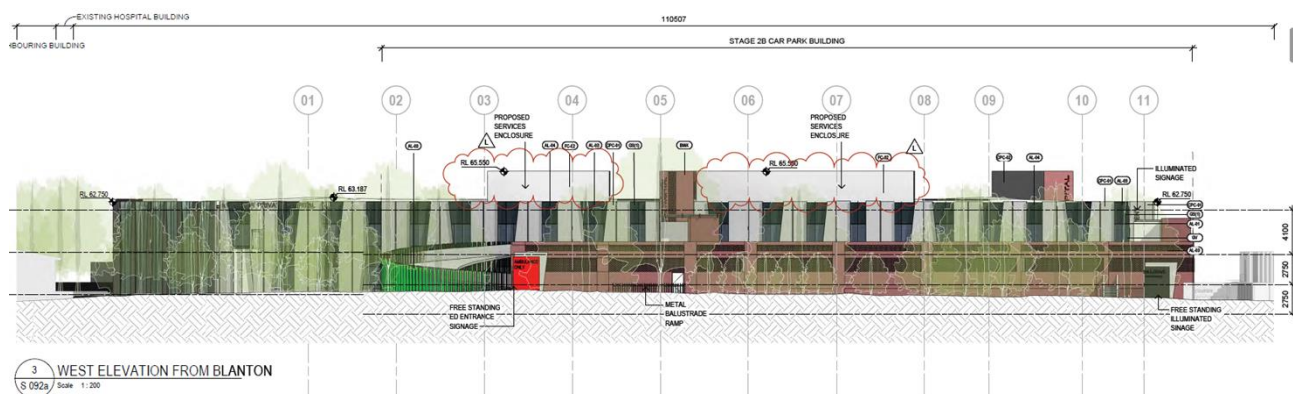 EXISTING HOSPITAL BUILDING
110507
BOURING BUILDING
STAGE 2B CAR PARK BUILDING
01
02
03
04
05
06
07
08
09
10
11
PROPOSED
SERVICES
ENCLOSURE
PROPOSED
SERVICES
ENCLOSURE
L
L
RL 65.550
RL 62.750
RL 63.187
RL 62.750
ILLUMINATED
SIGNAGE
4100
2750
2750
AMBULANCE
ONLY
FREE STANDING
ED ENTRANCE
SIGNAGE
METAL
BALUSTRADE
RAMP
FREE STANDING
ILLUMINATED
SINAGE
3
S 092a
WEST ELEVATION FROM BLANTON
Scale 1 : 200